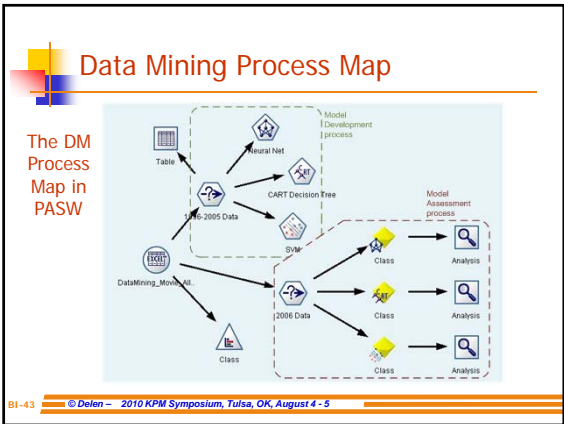 Data Mining Process Map
The DM
Process
Map in
PASW
Model
Development
process
Neural Net
Table
CART
CART Decision Tree
Model
Assessment
process
1996-2005 Data
SVM
EXCEL
Class
Analysis
DataMining_Movie_All..
2006 Data
CART
Class
Analysis
Class
Class
Analysis
BI-43
© Delen – 2010 KPM Symposium, Tulsa, OK, August 4 - 5